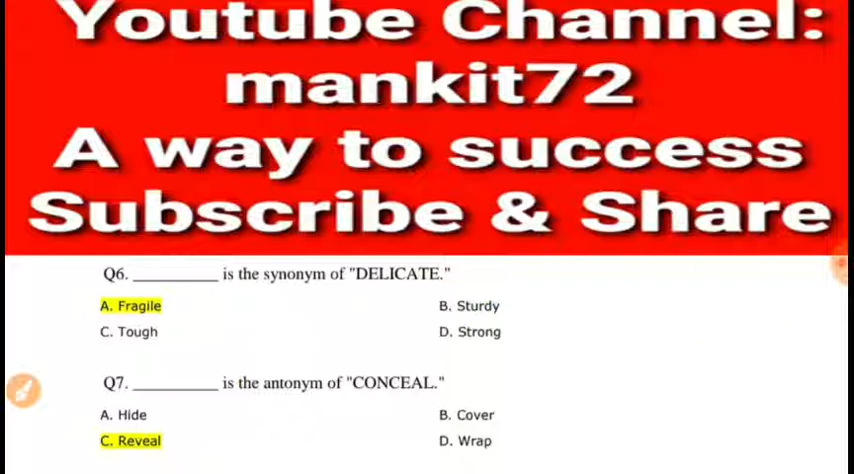 Youtube Channel:
mankit72
A way to success
Subscribe & Share
Q6. __________ is the synonym of "DELICATE."
A. Fragile B. Sturdy
C. Tough D. Strong
Q7. __________ is the antonym of "CONCEAL."
A. Hide B. Cover
C. Reveal D. Wrap